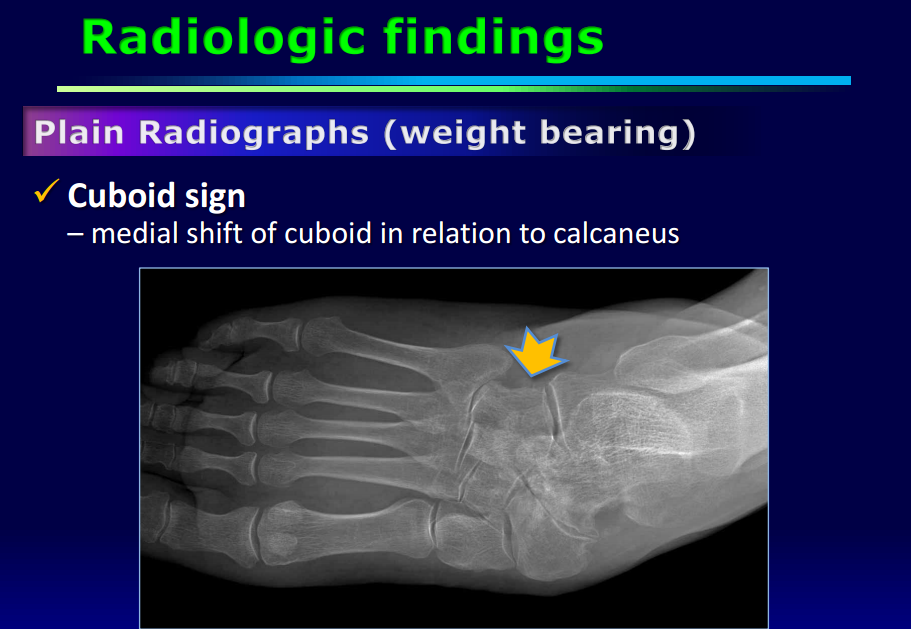 Radiologic findings
Plain Radiographs (weight bearing)
✓ Cuboid sign
– medial shift of cuboid in relation to calcaneus